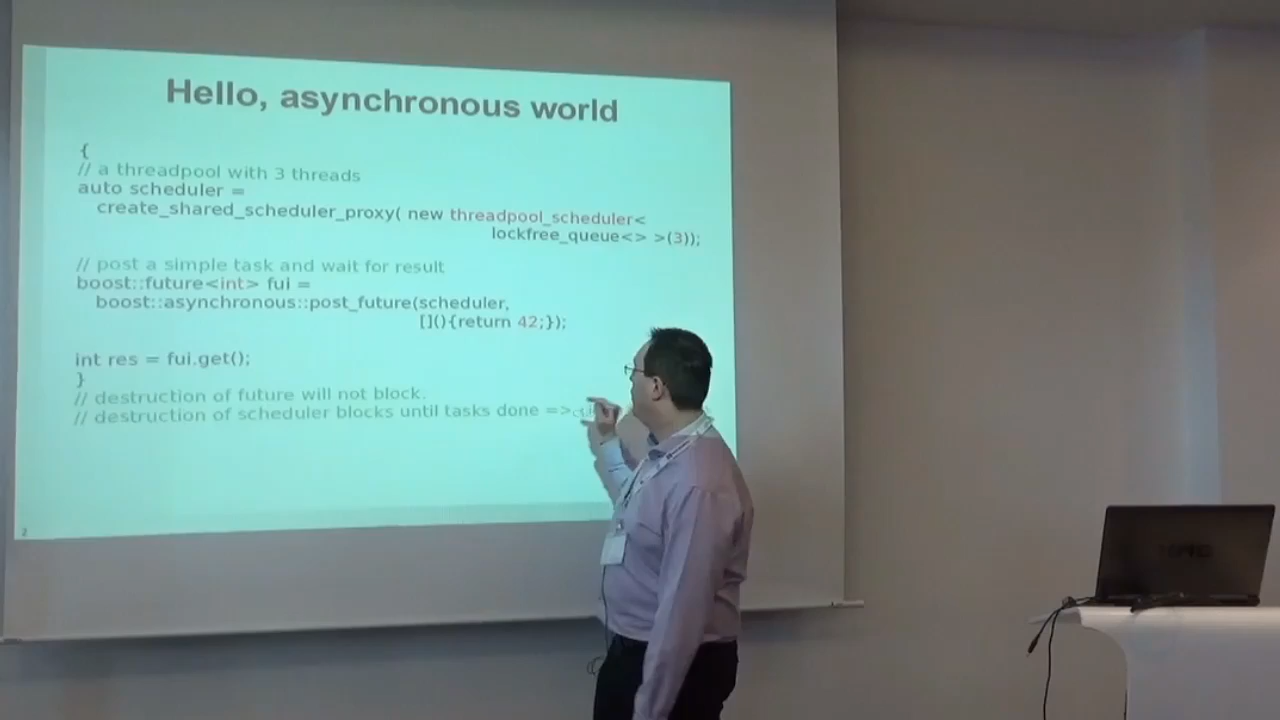 Hello, asynchronous world
{
// a threadpool with 3 threads
auto scheduler =
create_shared_scheduler_proxy( new threadpool_scheduler<
lockfree_queue<> >(3));
// post a simple task and wait for result
boost::future<int> fui =
boost::asynchronous::post_future(scheduler,
[](){return 42;});
int res = fui.get();
}
// destruction of future will not block.
// destruction of scheduler blocks until tasks done =>
2